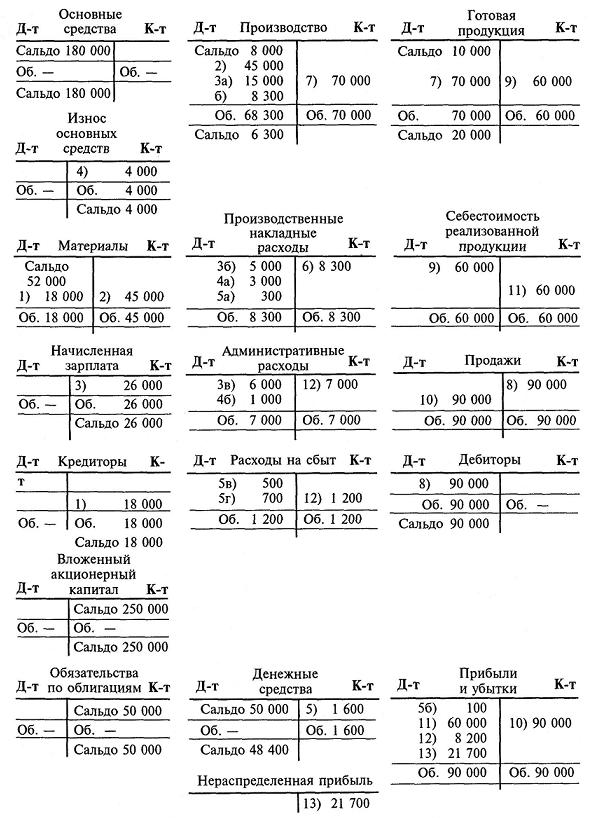 Основные
Д-т средства К-т
Сальдо 180 000
Об. — Об. —
Сальдо 180 000
Износ
основных
Д-т средств К-т
4) 4 000
Об. — Об. 4 000
Сальдо 4 000
Д-т Материалы К-т
Сальдо
52 000
1) 18 000 2) 45 000
Об. 18 000 Об. 45 000
Начисленная
Д-т зарплата К-т
3) 26 000
Об. — Об. 26 000
Сальдо 26 000
Д-т Кредиторы К-
т
1) 18 000
Об. — Об. 18 000
Сальдо 18 000
Вложенный
акционерный
Д-т капитал К-т
Сальдо 250 000
Об. — Об. —
Сальдо 250 000
Обязательства
Д-т по облигациям К-т
Сальдо 50 000
Об. — Об. —
Сальдо 50 000
Д-т Производство К-т
Сальдо 8 000
2) 45 000
3а) 15 000 7) 70 000
б) 8 300
Об. 68 300 Об. 70 000
Сальдо 6 300
Производственные
накладные
Д-т расходы К-т
3б) 5 000 6) 8 300
4а) 3 000
5а) 300
Об. 8 300 Об. 8 300
Административные
Д-т расходы К-т
3в) 6 000 12) 7 000
4б) 1 000
Об. 7 000 Об. 7 000
Д-т Расходы на сбыт К-т
5в) 500
5г) 700 12) 1 200
Об. 1 200 Об. 1 200
Денежные
Д-т средства К-т
Сальдо 50 000 5) 1 600
Об. — Об. 1 600
Сальдо 48 400
Нераспределенная прибыль
13) 21 700
Готовая
Д-т продукция К-т
Сальдо 10 000
7) 70 000 9) 60 000
Об. 70 000 Об. 60 000
Сальдо 20 000
Себестоимость
реализованной
Д-т продукции К-т
9) 60 000
11) 60 000
Об. 60 000 Об. 60 000
Д-т Продажи К-т
8) 90 000
10) 90 000
Об. 90 000 Об. 90 000
Д-т Дебиторы К-т
8) 90 000
Об. 90 000 Об. —
Сальдо 90 000
Прибыли
Д-т и убытки К-т
5б) 100
11) 60 000 10) 90 000
12) 8 200
13) 21 700
Об. 90 000 Об. 90 000